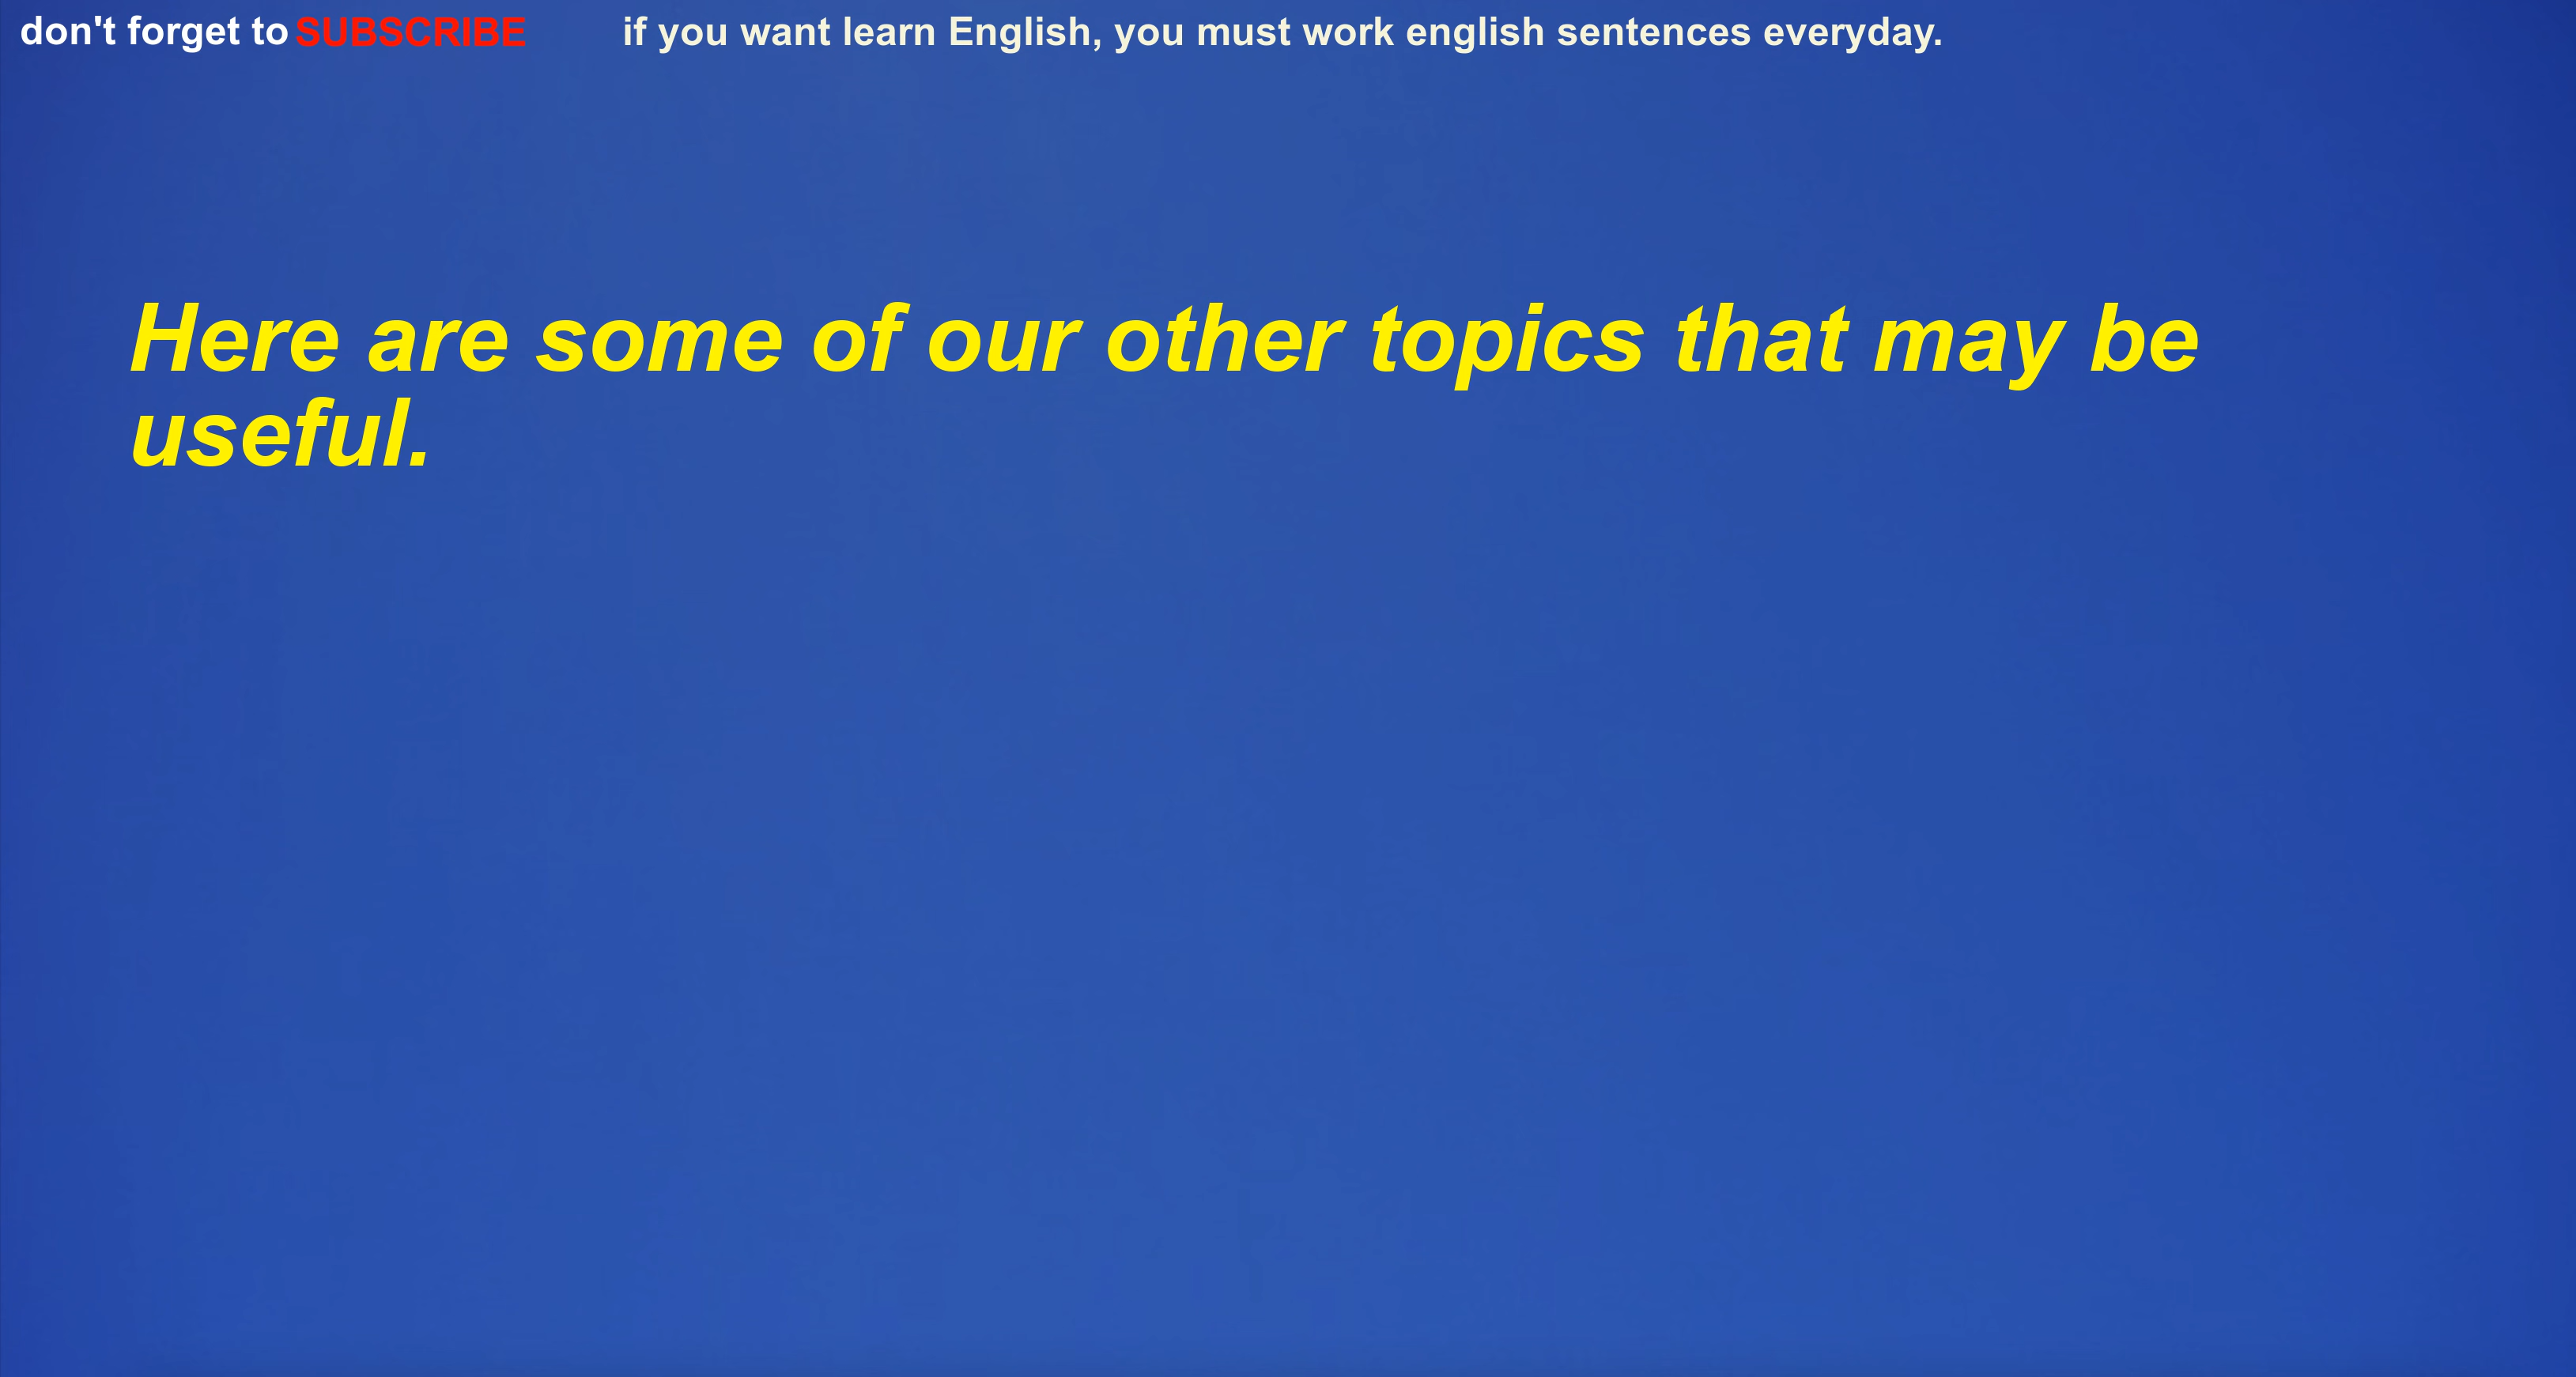 don't forget to SUBSCRIBE if you want learn English, you must work english sentences everyday.
Here are some of our other topics that may be
useful.